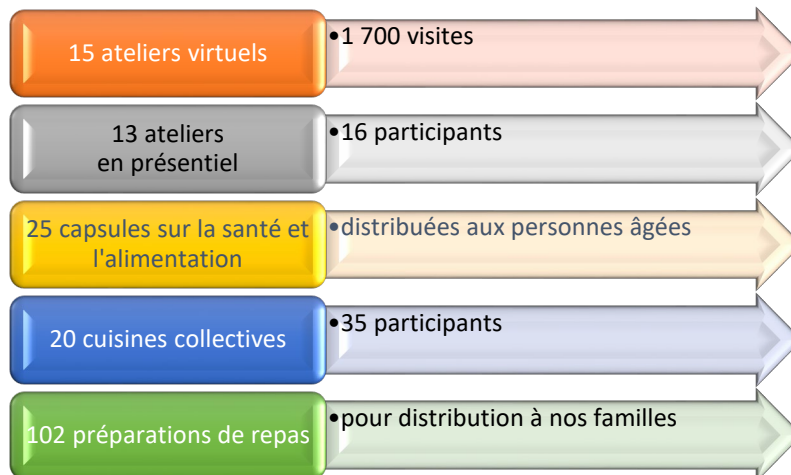 15 ateliers virtuels
•1 700 visites
13 ateliers
en présentiel
•16 participants
25 capsules sur la santé et
l'alimentation
•distribuées aux personnes âgées
20 cuisines collectives
•35 participants
102 préparations de repas
•pour distribution à nos familles